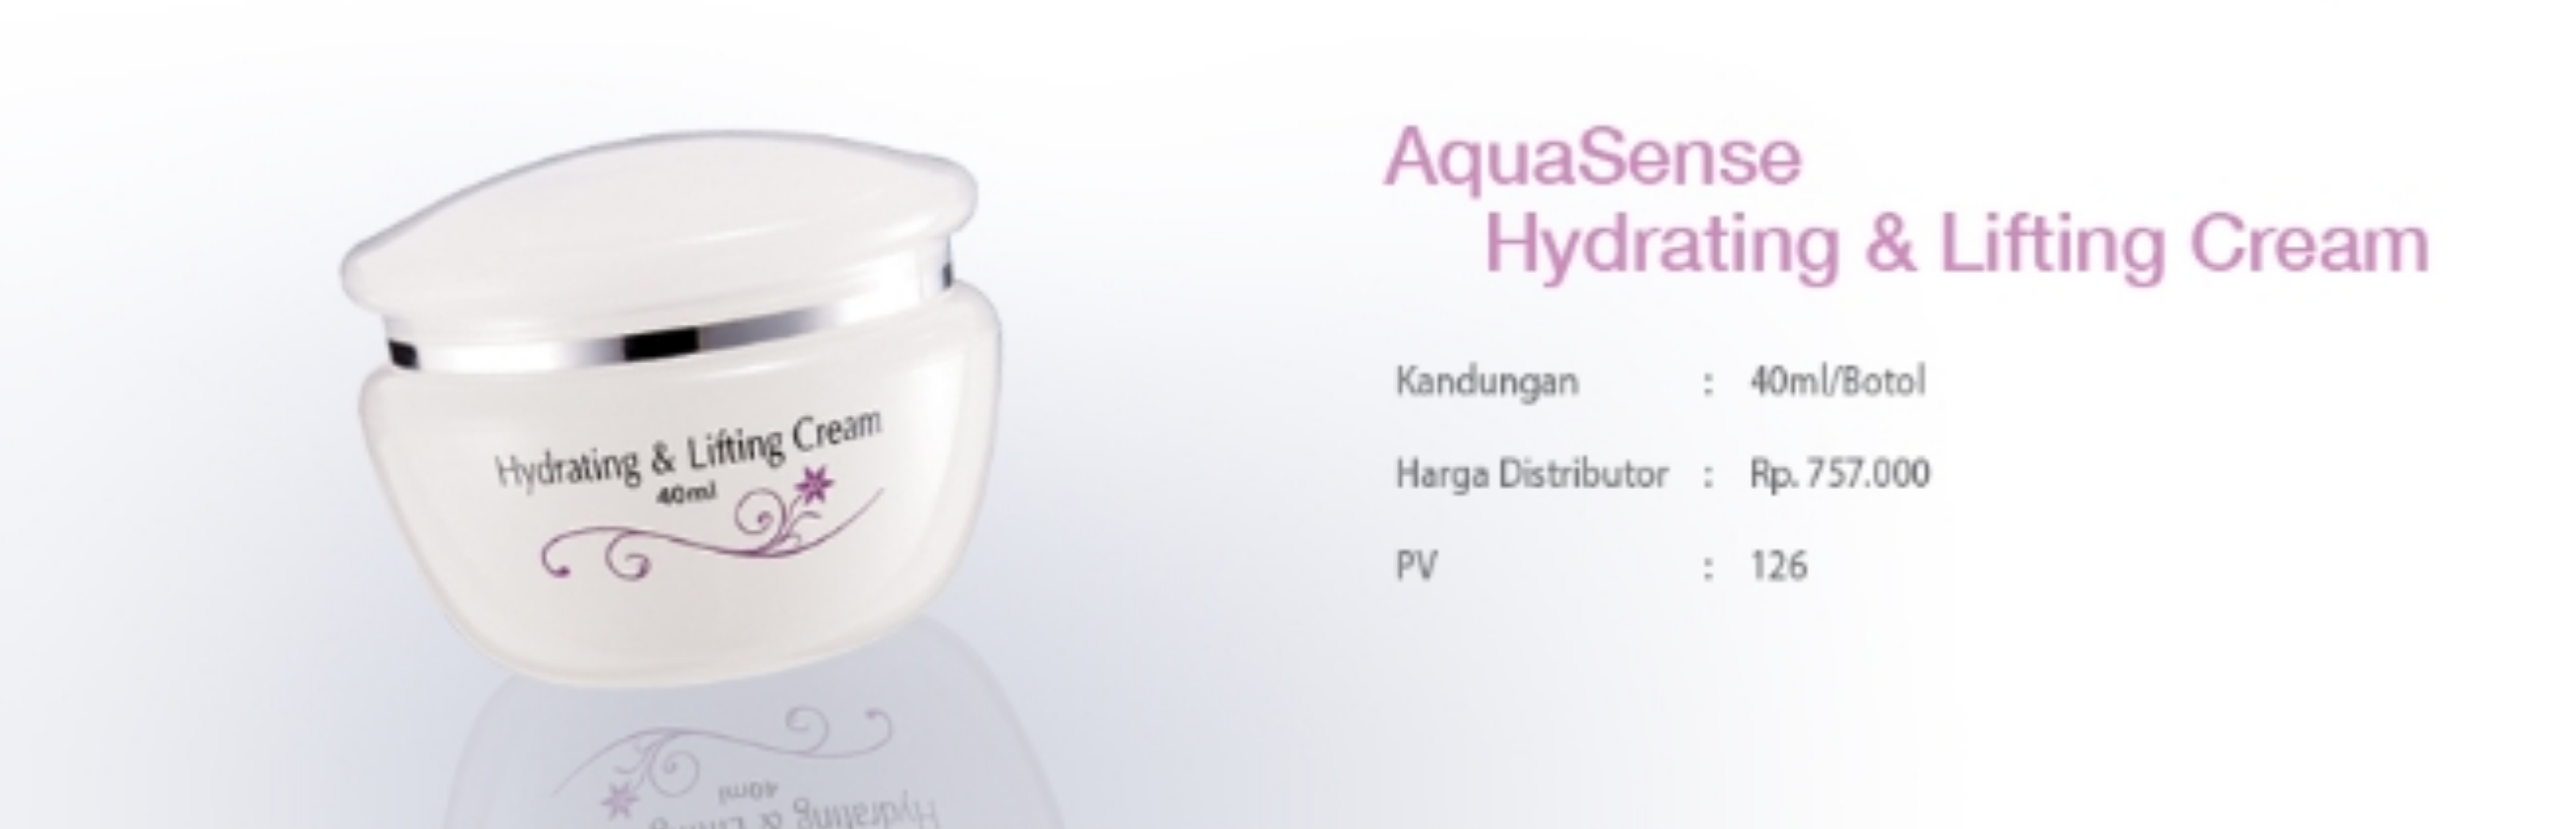 AquaSense
Hydrating & Lifting Cream
Kandungan : 40ml/Botol
Harga Distributor : Rp. 757.000
PV : 126
Hydrating & Lifting Cream
40ml